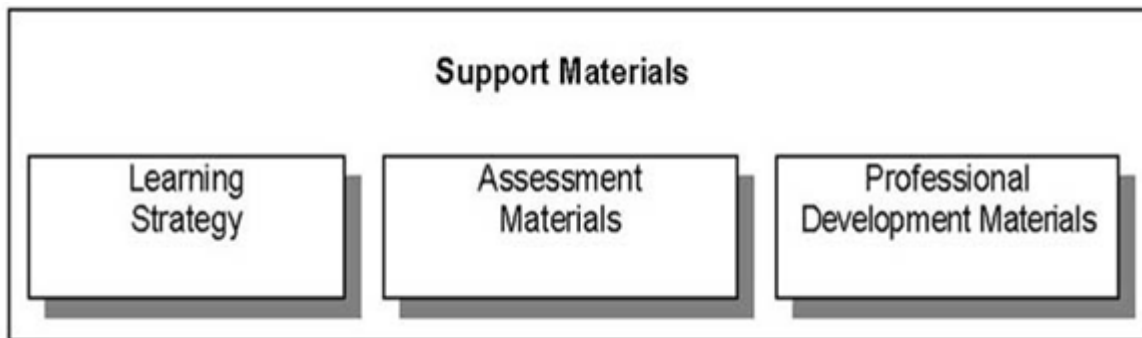 Support Materials
Learning
Strategy
Assessment
Materials
Professional
Development Materials